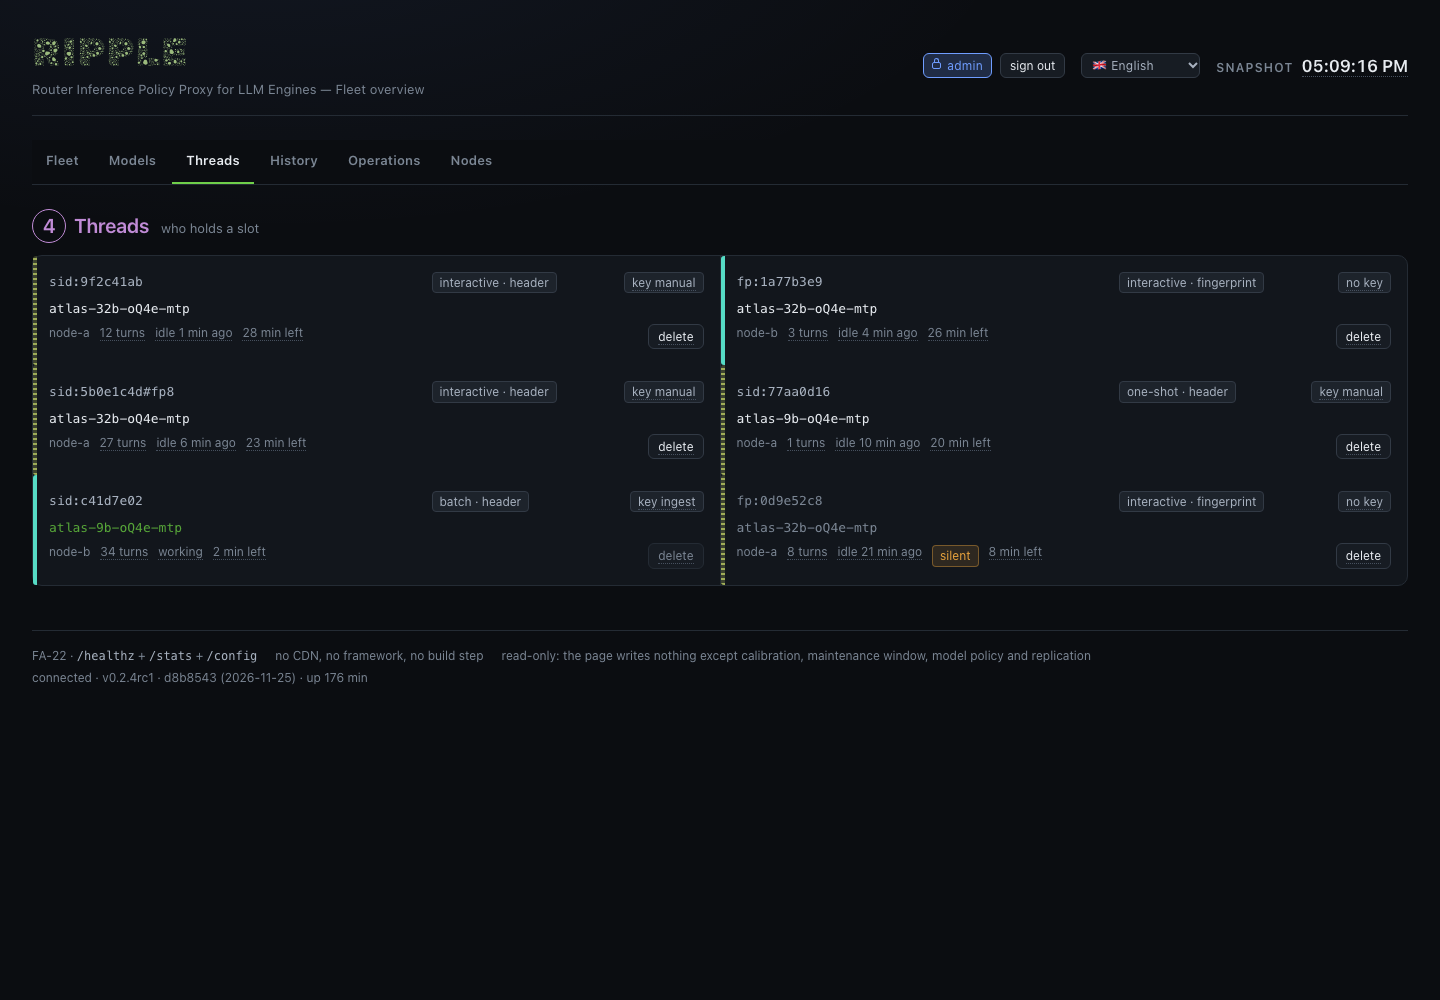 RIPPLE
Router Inference Policy Proxy for LLM Engines — Fleet overview
admin
sign out
🇬🇧 English
SNAPSHOT 05:09:16 PM
Fleet Models Threads History Operations Nodes
4 Threads who holds a slot
sid:9f2c41ab interactive · header key manual
atlas-32b-oQ4e-mtp
node-a 12 turns idle 1 min ago 28 min left delete
fp:1a77b3e9 interactive · fingerprint no key
atlas-32b-oQ4e-mtp
node-b 3 turns idle 4 min ago 26 min left delete
sid:5b0e1c4d#fp8 interactive · header key manual
atlas-32b-oQ4e-mtp
node-a 27 turns idle 6 min ago 23 min left delete
sid:77aa0d16 one-shot · header key manual
atlas-9b-oQ4e-mtp
node-a 1 turns idle 10 min ago 20 min left delete
sid:c41d7e02 batch · header key ingest
atlas-9b-oQ4e-mtp
node-b 34 turns working 2 min left delete
fp:0d9e52c8 interactive · fingerprint no key
atlas-32b-oQ4e-mtp
node-a 8 turns idle 21 min ago silent 8 min left delete
FA-22 · /healthz + /stats + /config no CDN, no framework, no build step read-only: the page writes nothing except calibration, maintenance window, model policy and replication
connected · v0.2.4rc1 · d8b8543 (2026-11-25) · up 176 min